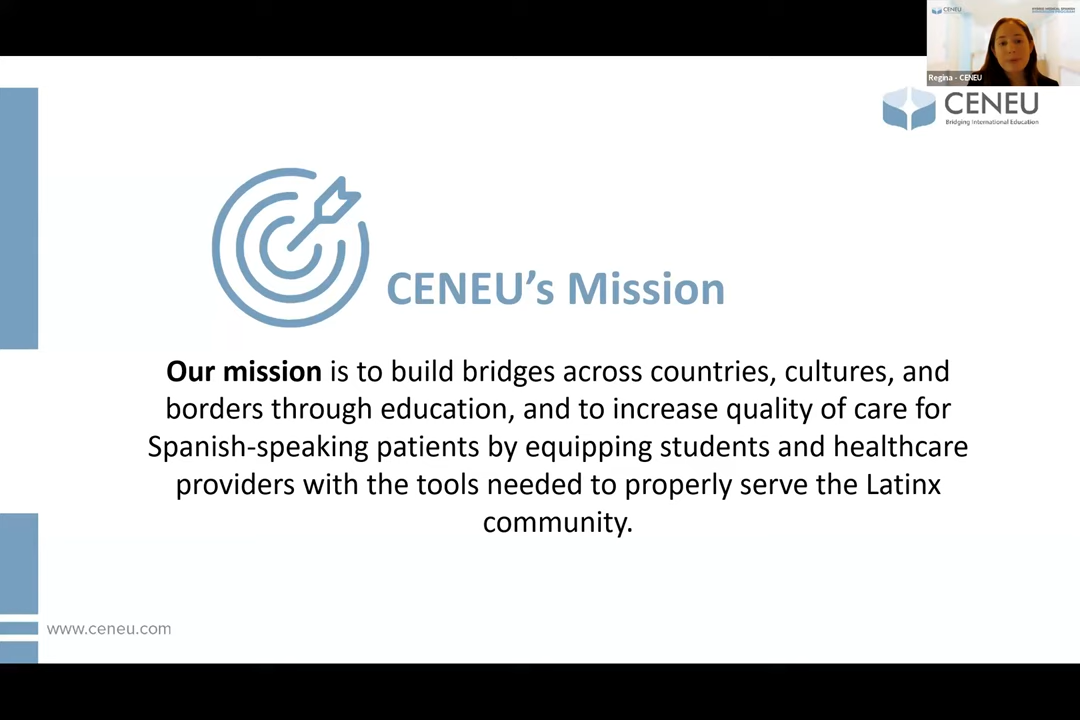 CENEU
Regina - CENEU
CENEU
Bridging International Education
CENEU's Mission
Our mission is to build bridges across countries, cultures, and
borders through education, and to increase quality of care for
Spanish-speaking patients by equipping students and healthcare
providers with the tools needed to properly serve the Latinx
community.
www.ceneu.com